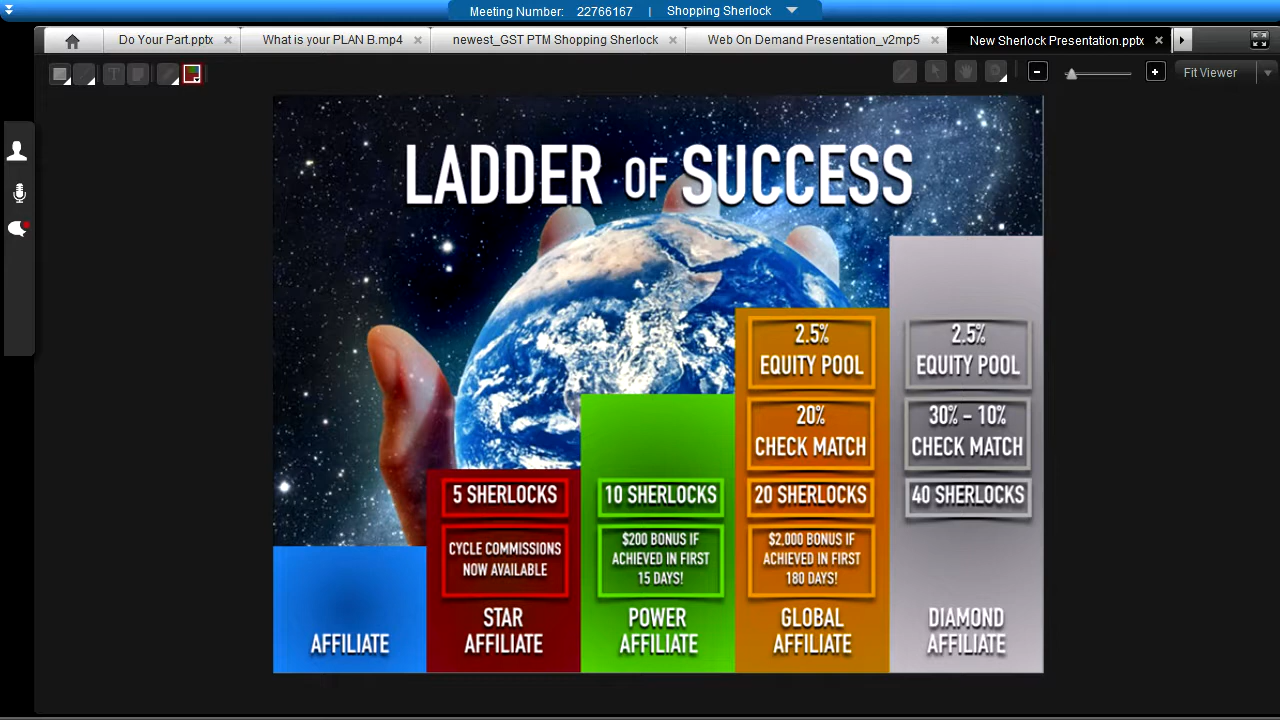 Meeting Number: 22766167 | Shopping Sherlock
Do Your Part.pptx
What is your PLAN B.mp4
newest_GST PTM Shopping Sherlock
Web On Demand Presentation_v2mp5
New Sherlock Presentation.pptx
T
Fit Viewer
LADDER OF SUCCESS
AFFILIATE
5 SHERLOCKS
CYCLE COMMISSIONS
NOW AVAILABLE
STAR
AFFILIATE
10 SHERLOCKS
$200 BONUS IF
ACHIEVED IN FIRST
15 DAYS!
POWER
AFFILIATE
2.5%
EQUITY POOL
20%
CHECK MATCH
20 SHERLOCKS
$2,000 BONUS IF
ACHIEVED IN FIRST
180 DAYS!
GLOBAL
AFFILIATE
2.5%
EQUITY POOL
30% – 10%
CHECK MATCH
40 SHERLOCKS
DIAMOND
AFFILIATE